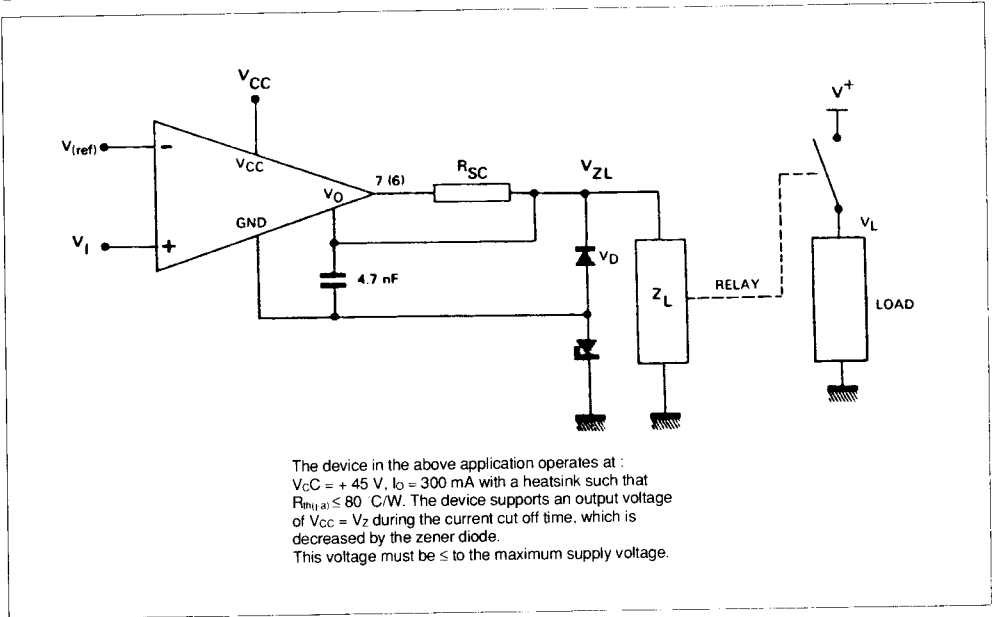 VCC
V+
V(ref)
−
VCC
7 (6)
RSC
VZL
VO
GND
VI
+
4.7 nF
VD
VL
ZL
RELAY
LOAD
The device in the above application operates at :
VCC = + 45 V, IO = 300 mA with a heatsink such that
Rth(j-a) ≤ 80 °C/W. The device supports an output voltage
of VCC = VZ during the current cut off time, which is
decreased by the zener diode.
This voltage must be ≤ to the maximum supply voltage.